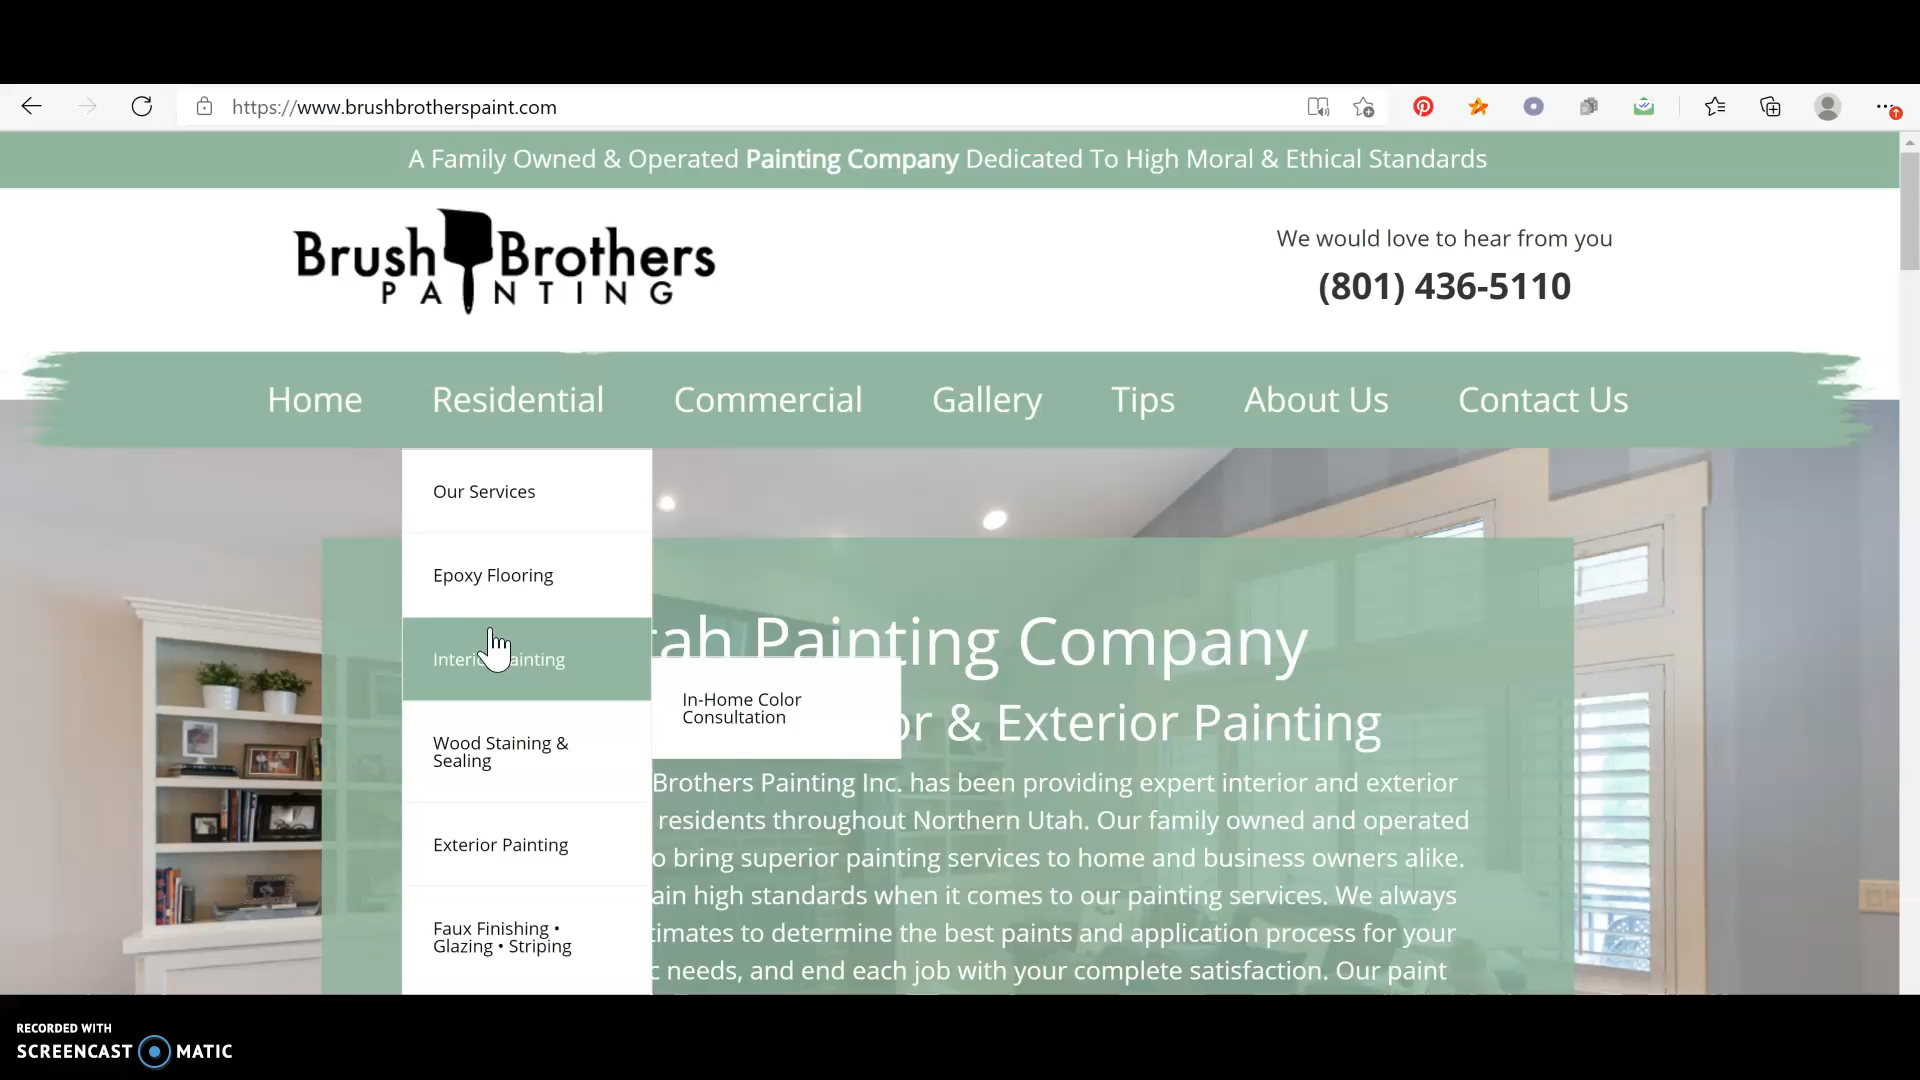 https://www.brushbrotherspaint.com
A Family Owned & Operated Painting Company Dedicated To High Moral & Ethical Standards
Brush Brothers
PAINTING
We would love to hear from you
(801) 436-5110
Home Residential Commercial Gallery Tips About Us Contact Us
Our Services
Epoxy Flooring
Interior Painting
In-Home Color
Consultation
Wood Staining &
Sealing
Exterior Painting
Faux Finishing •
Glazing • Striping
tah Painting Company
or & Exterior Painting
Brothers Painting Inc. has been providing expert interior and exterior
residents throughout Northern Utah. Our family owned and operated
o bring superior painting services to home and business owners alike.
ain high standards when it comes to our painting services. We always
timates to determine the best paints and application process for your
c needs, and end each job with your complete satisfaction. Our paint
RECORDED WITH
SCREENCAST MATIC